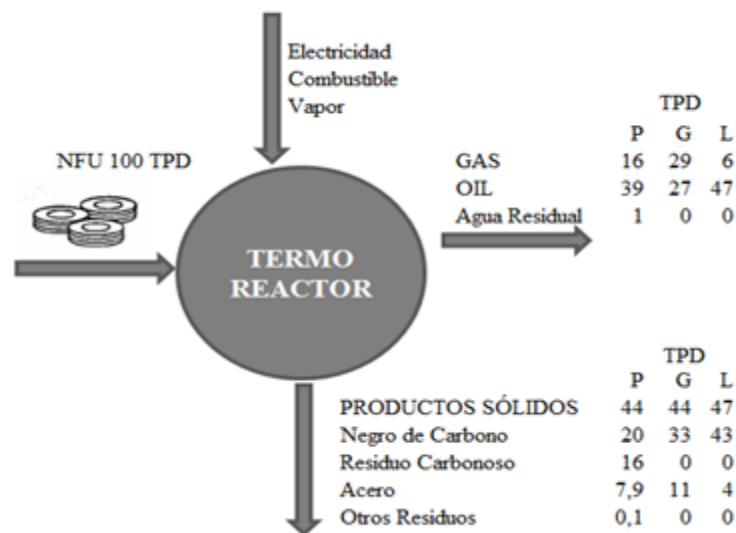 Electricidad
Combustible
Vapor
NFU 100 TPD
TERMO
REACTOR
TPD
P G L
GAS 16 29 6
OIL 39 27 47
Agua Residual 1 0 0
TPD
P G L
PRODUCTOS SÓLIDOS 44 44 47
Negro de Carbono 20 33 43
Residuo Carbonoso 16 0 0
Acero 7,9 11 4
Otros Residuos 0,1 0 0